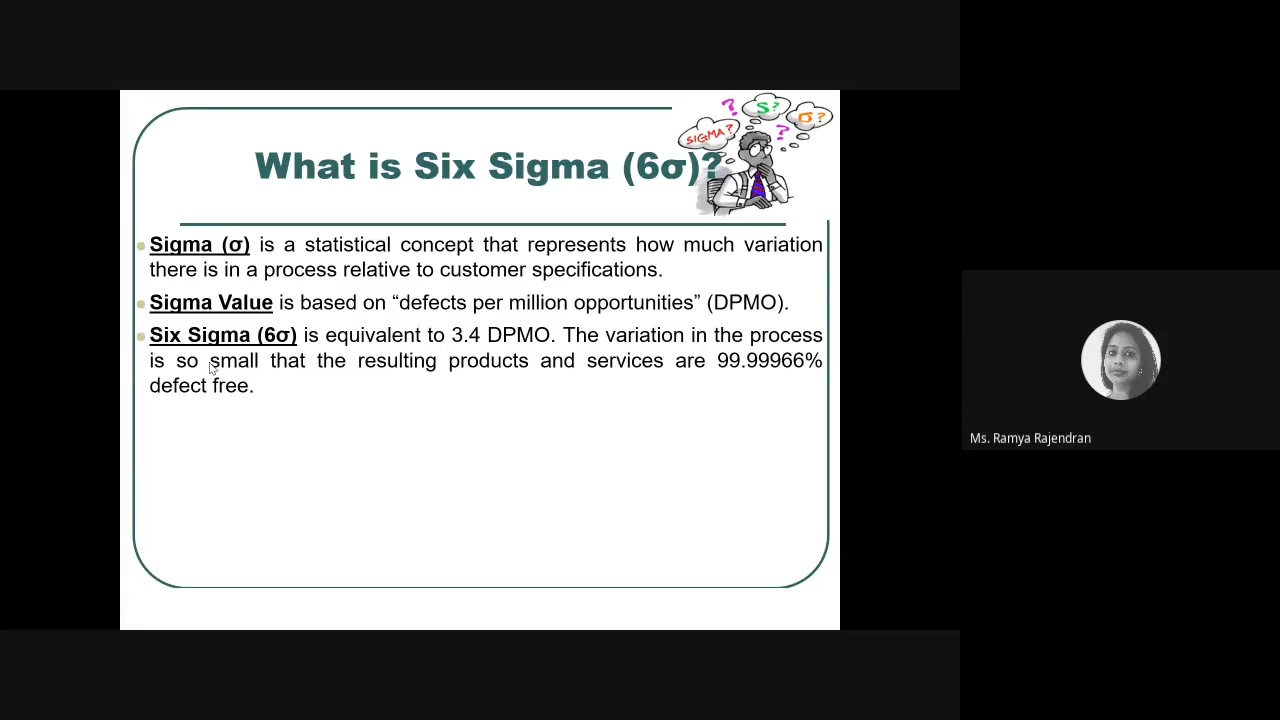 SIGMA?
?
S?
σ?
?
What is Six Sigma (6σ)?
Sigma (σ) is a statistical concept that represents how much variation
there is in a process relative to customer specifications.
Sigma Value is based on “defects per million opportunities” (DPMO).
Six Sigma (6σ) is equivalent to 3.4 DPMO. The variation in the process
is so small that the resulting products and services are 99.99966%
defect free.
Ms. Ramya Rajendran